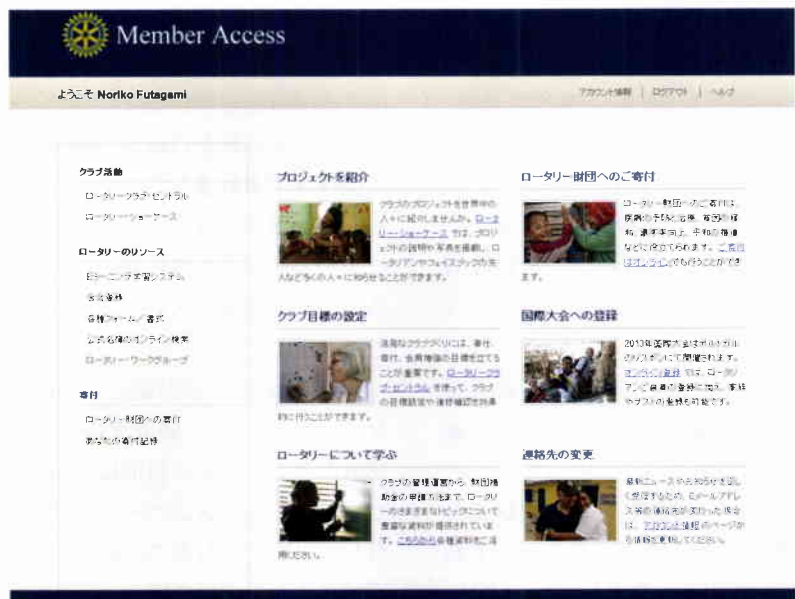 Member Access
ようこそ Noriko Futagami
アカウント情報 | ログアウト | ヘルプ
クラブ活動
ロータリークラブ・セントラル
ロータリーショーケース
ロータリーのリソース
Eラーニング学習システム
会合登録
各種フォーム/書式
公式名簿のオンライン検索
ロータリーワークグループ
寄付
ロータリー財団への寄付
あなたの寄付記録
プロジェクトを紹介
クラブのプロジェクトを世界中の
人々に紹介しませんか。ロータ
リーショーケース では、プロジ
ェクトの説明や写真を掲載し、ロ
ータリアンやフェイスブックの友
人など多くの人々に知らせることができます。
クラブ目標の設定
活発なクラブづくりには、奉仕、
寄付、会員増強の目標を立てる
ことが重要です。ロータリークラ
ブ・セントラル を使って、クラブ
の目標設定や進捗確認を効果
的に行うことができます。
ロータリーについて学ぶ
クラブの管理運営から、財団補
助金の申請方法まで、ロータリ
ーのさまざまなトピックについて
豊富な資料が提供されていま
す。こちらから各種資料をご活
用ください。
ロータリー財団へのご寄付
ロータリー財団へのご寄付は、
疾病の予防と治療、貧困の緩
和、識字率向上、平和の推進
などに役立てられます。ご寄付
はオンラインでも行うことができ
ます。
国際大会への登録
2013年国際大会はポルトガル
のリスボンにて開催されます。
オンライン登録 では、ロータリ
アンご自身の登録に加え、家族
やゲストの登録も可能です。
連絡先の変更
最新ニュースやお知らせを正し
く受信するため、Eメールアドレ
ス等の連絡先が変わった場合
は、アカウント情報 のページか
ら情報を更新してください。